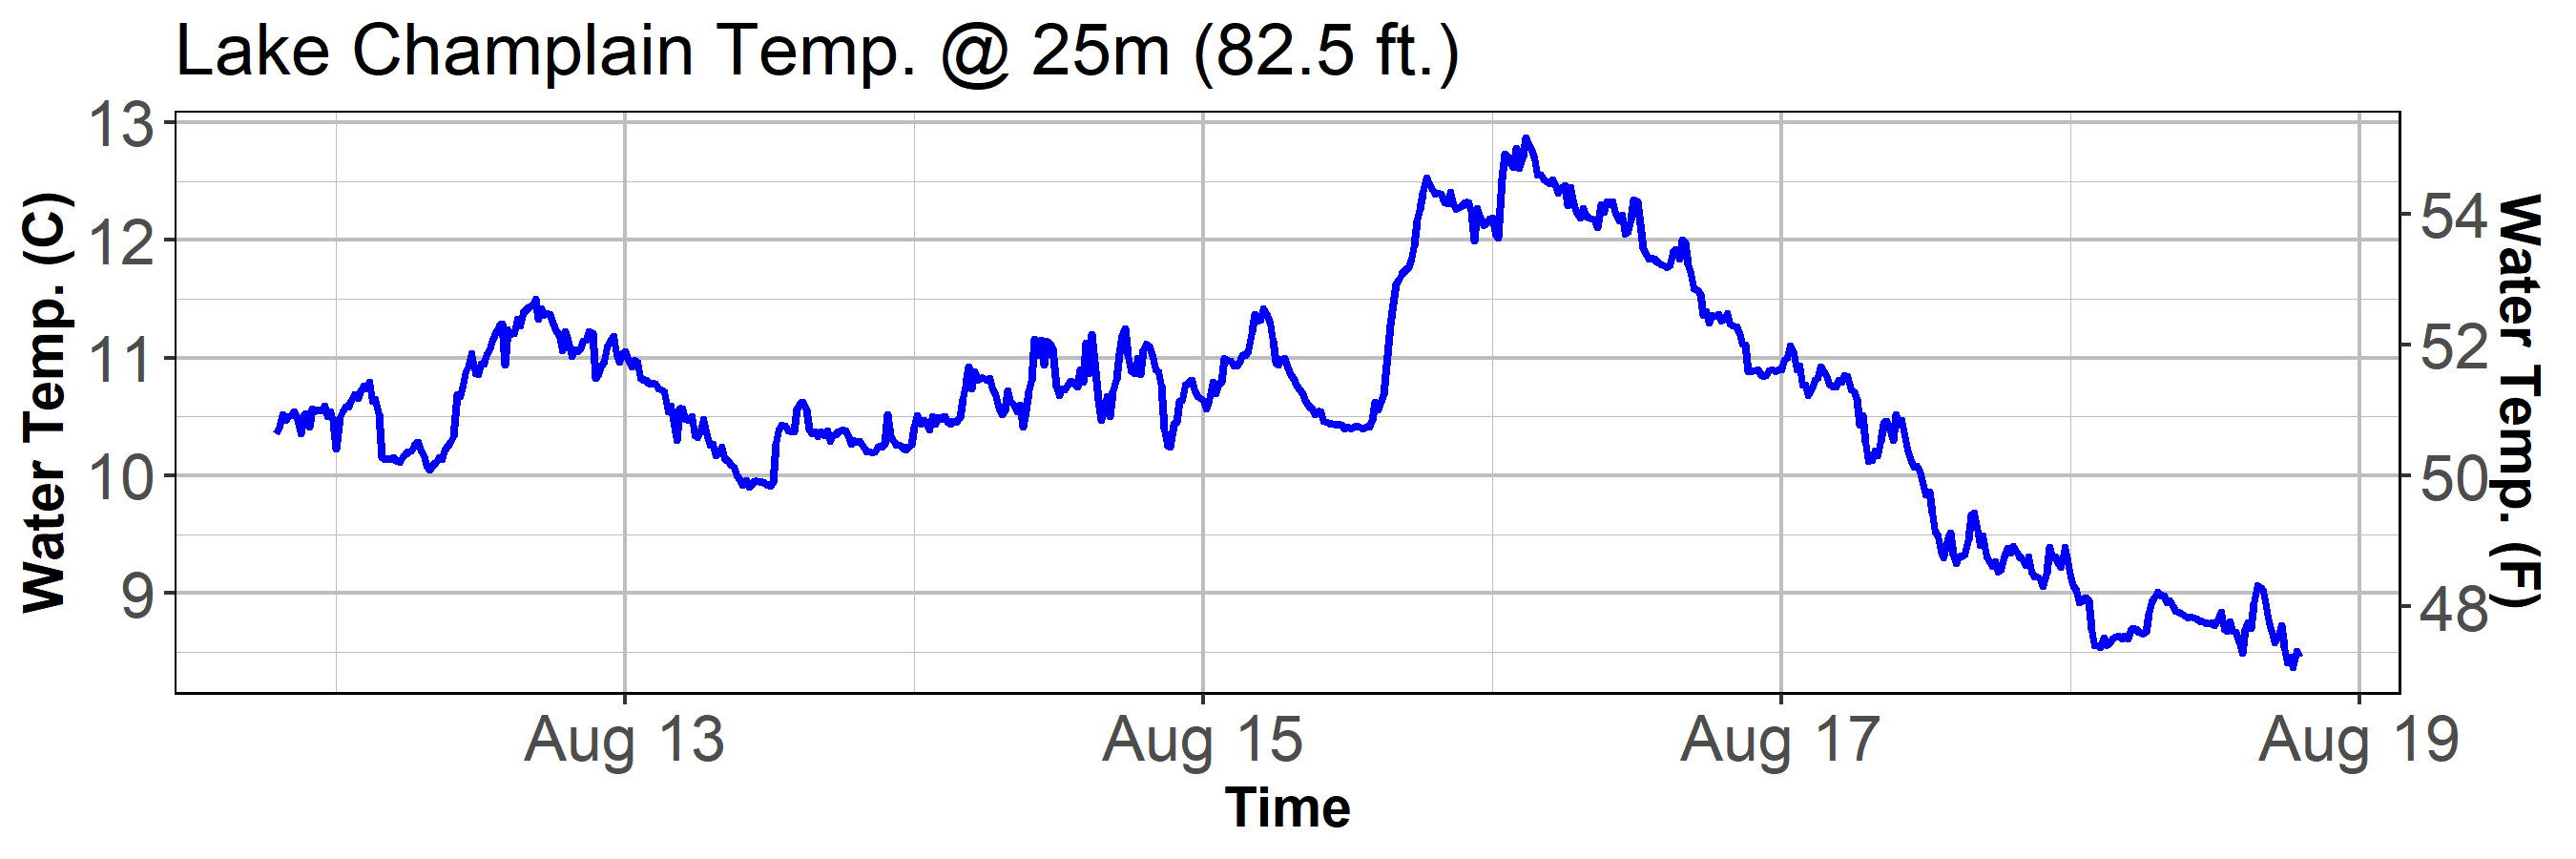 Lake Champlain Temp. @ 25m (82.5 ft.)
Water Temp. (C)
13
12
11
10
9
54
52
50
48
Water Temp. (F)
Aug 13 Aug 15 Aug 17 Aug 19
Time